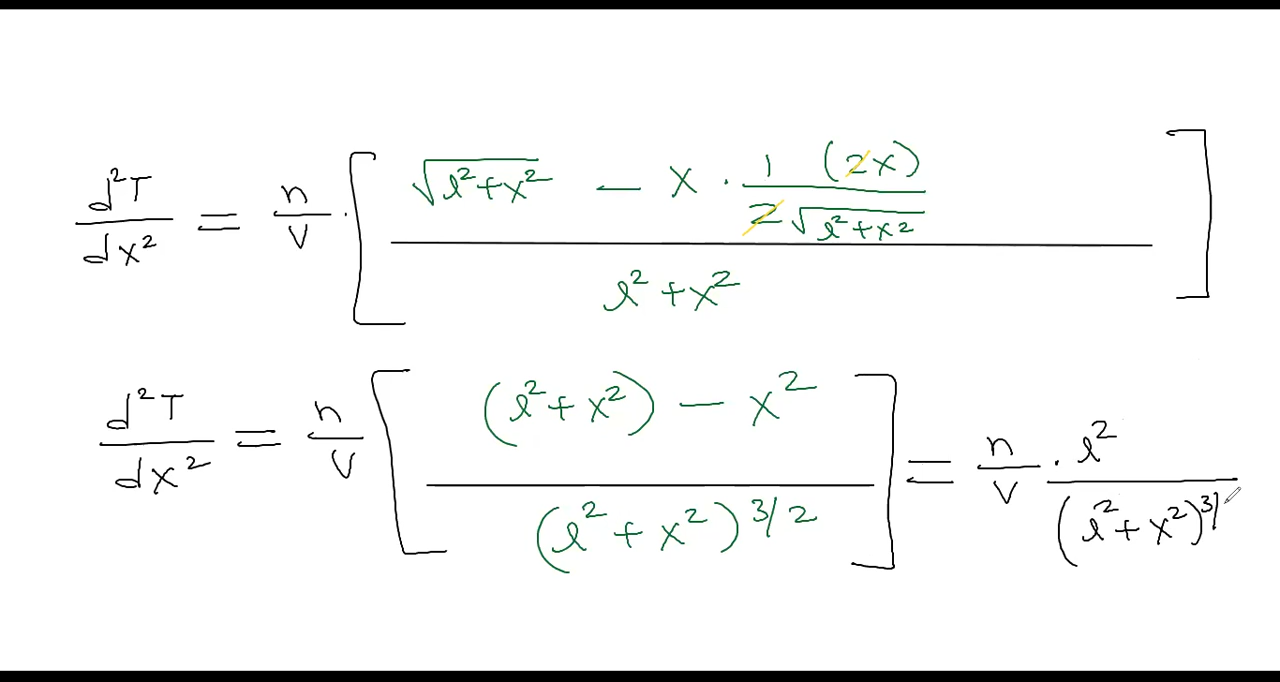 d²T/dx² = n/v · [ (√(l²+x²) − x · 1 (2x)/(2√(l²+x²))) / (l²+x²) ]
d²T/dx² = n/v [ ((l²+x²) − x²) / (l²+x²)^3/2 ] = n/v · l²/(l²+x²)^3/